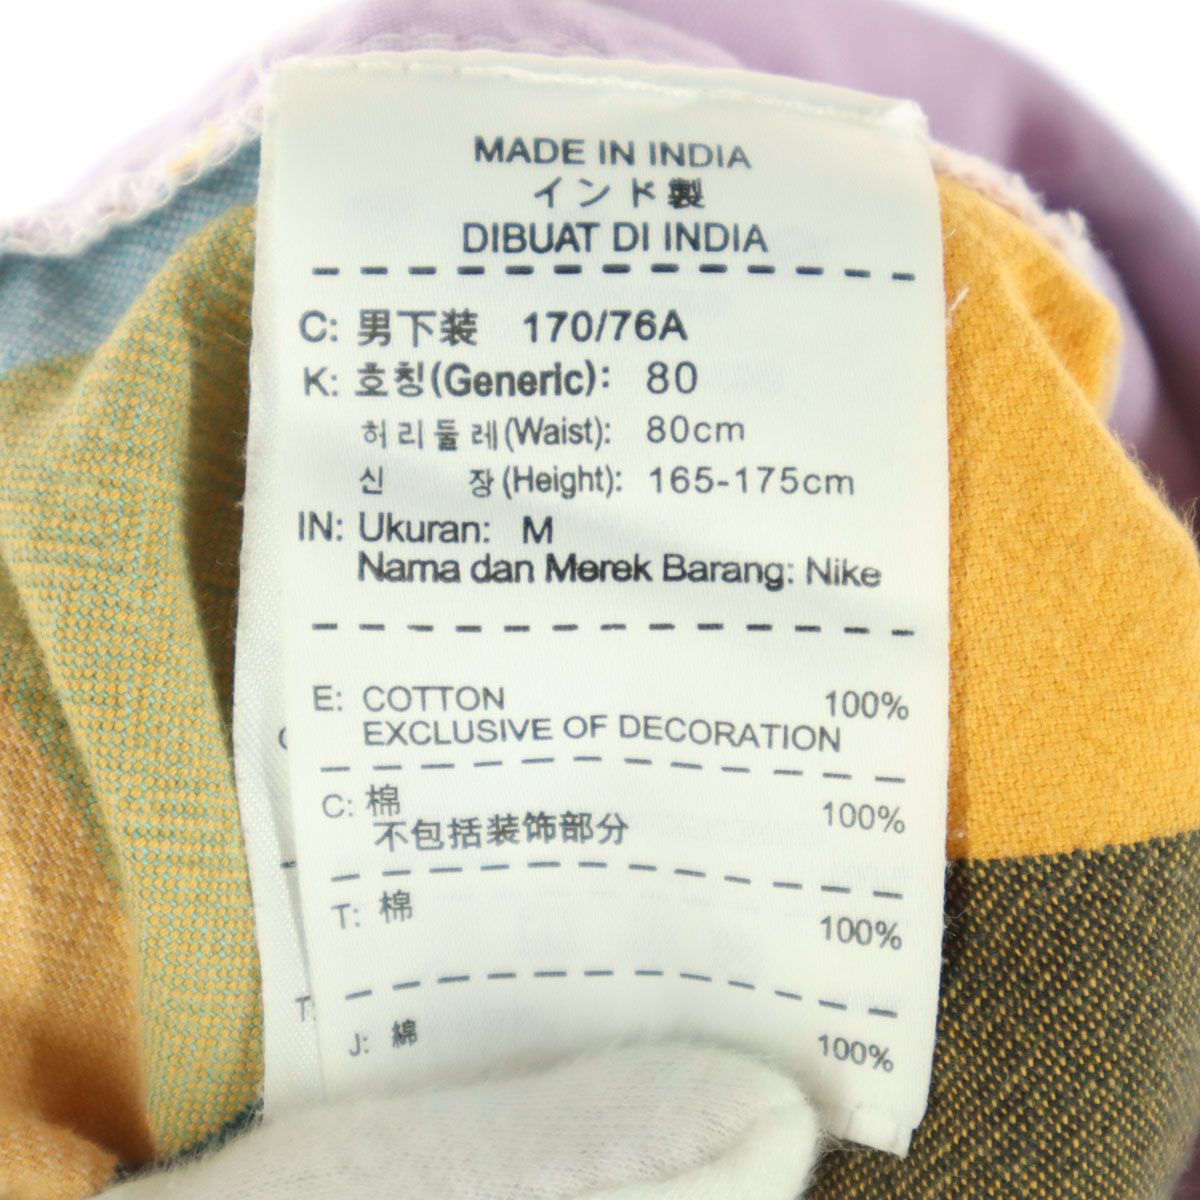 MADE IN INDIA
インド製
DIBUAT DI INDIA
C: 男下装 170/76A
K: 호칭(Generic): 80
허리둘레(Waist): 80cm
신 장(Height): 165-175cm
IN: Ukuran: M
Nama dan Merek Barang: Nike
E: COTTON 100%
EXCLUSIVE OF DECORATION
C: 棉 100%
不包括装饰部分
T: 棉 100%
J: 綿 100%